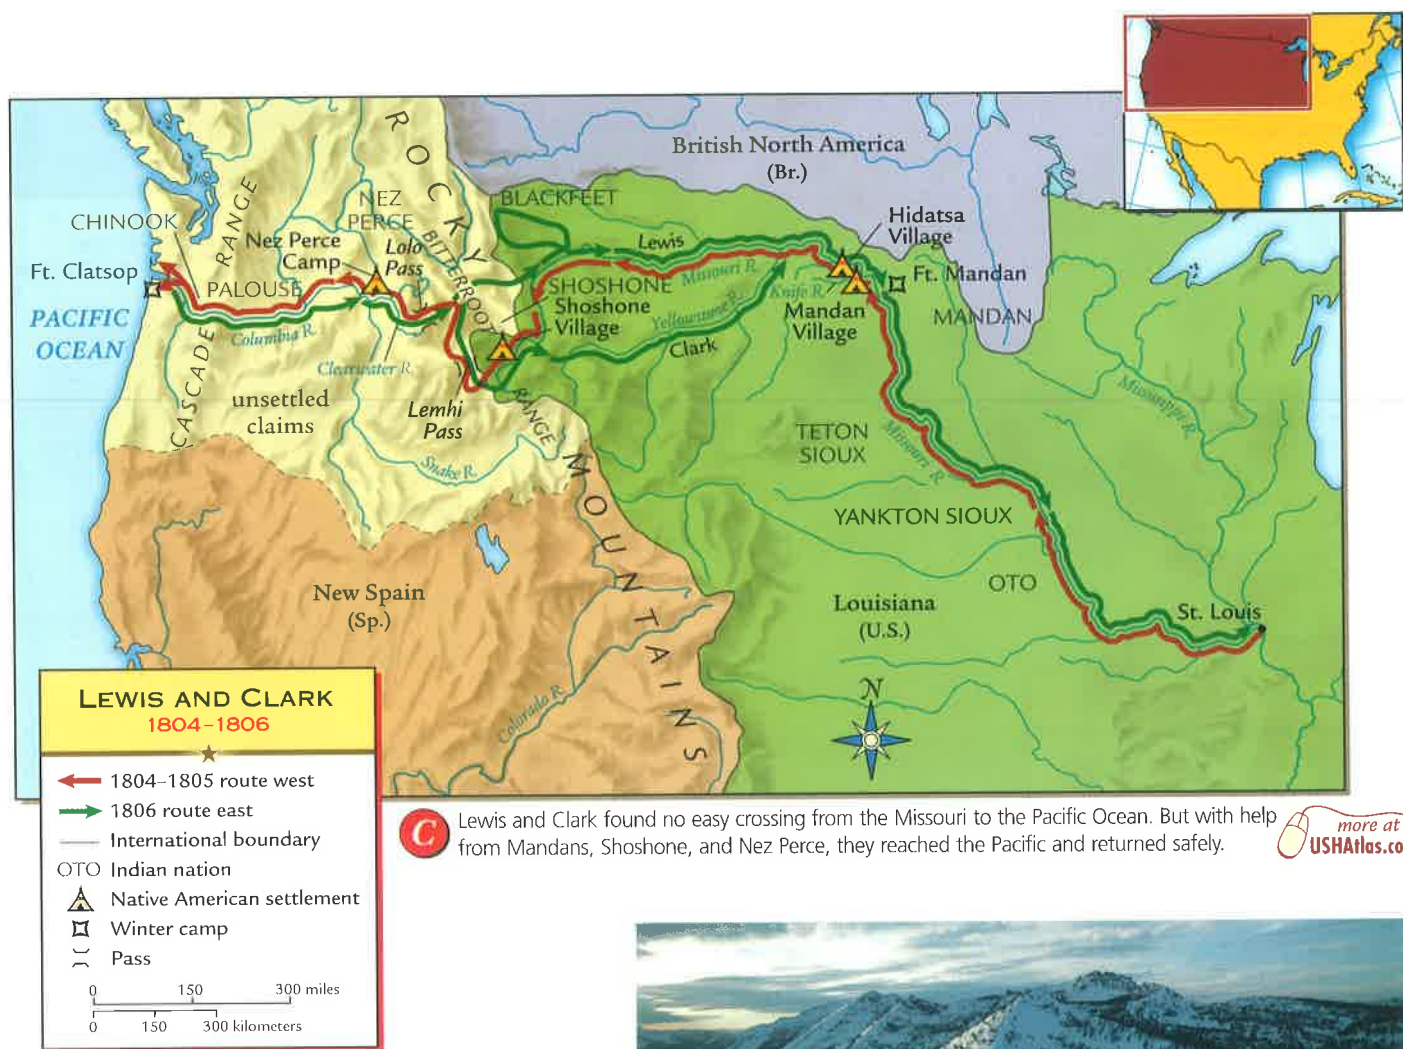 British North America
(Br.)
ROCKY
MOUNTAINS
BLACKFEET
NEZ
PERCE
CHINOOK
CASCADE RANGE
Nez Perce
Camp
Lolo
Pass
BITTERROOT
RANGE
Lewis
Hidatsa
Village
Ft. Clatsop
PALOUSE
SHOSHONE
Shoshone
Village
Missouri R.
Knife R.
Ft. Mandan
Mandan
Village
MANDAN
PACIFIC
OCEAN
Columbia R.
Yellowstone R.
Clark
Clearwater R.
unsettled
claims
Lemhi
Pass
Mississippi R.
TETON
SIOUX
Missouri R.
Snake R.
YANKTON SIOUX
OTO
New Spain
(Sp.)
Louisiana
(U.S.)
St. Louis
Colorado R.
N
LEWIS AND CLARK
1804–1806
1804–1805 route west
1806 route east
International boundary
OTO Indian nation
Native American settlement
Winter camp
Pass
0 150 300 miles
0 150 300 kilometers
C Lewis and Clark found no easy crossing from the Missouri to the Pacific Ocean. But with help
from Mandans, Shoshone, and Nez Perce, they reached the Pacific and returned safely.
more at
USHAtlas.co